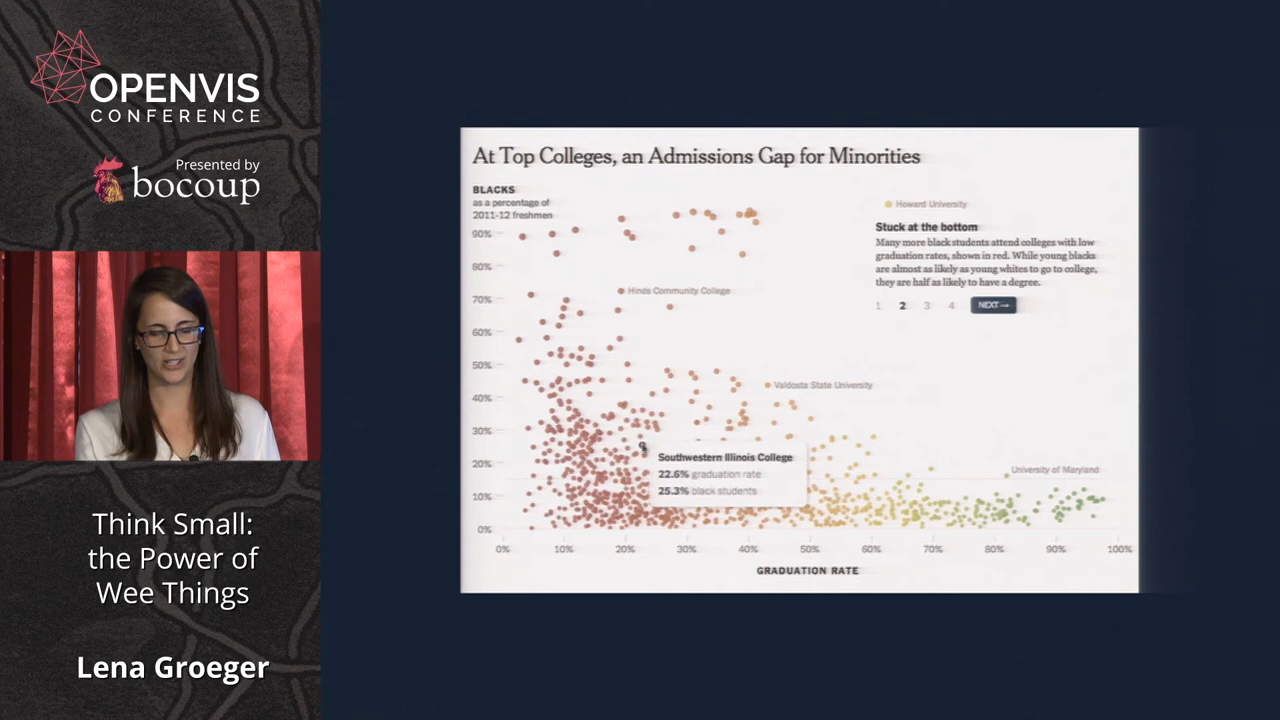 OPENVIS
CONFERENCE
Presented by
bocoup
Think Small:
the Power of
Wee Things
Lena Groeger
At Top Colleges, an Admissions Gap for Minorities
BLACKS
as a percentage of
2011-12 freshmen
90%
80%
70%
60%
50%
40%
30%
20%
10%
0%
Howard University
Stuck at the bottom
Many more black students attend colleges with low
graduation rates, shown in red. While young blacks
are almost as likely as young whites to go to college,
they are half as likely to have a degree.
1 2 3 4 NEXT→
Hinds Community College
Valdosta State University
Southwestern Illinois College
22.6% graduation rate
25.3% black students
University of Maryland
0% 10% 20% 30% 40% 50% 60% 70% 80% 90% 100%
GRADUATION RATE